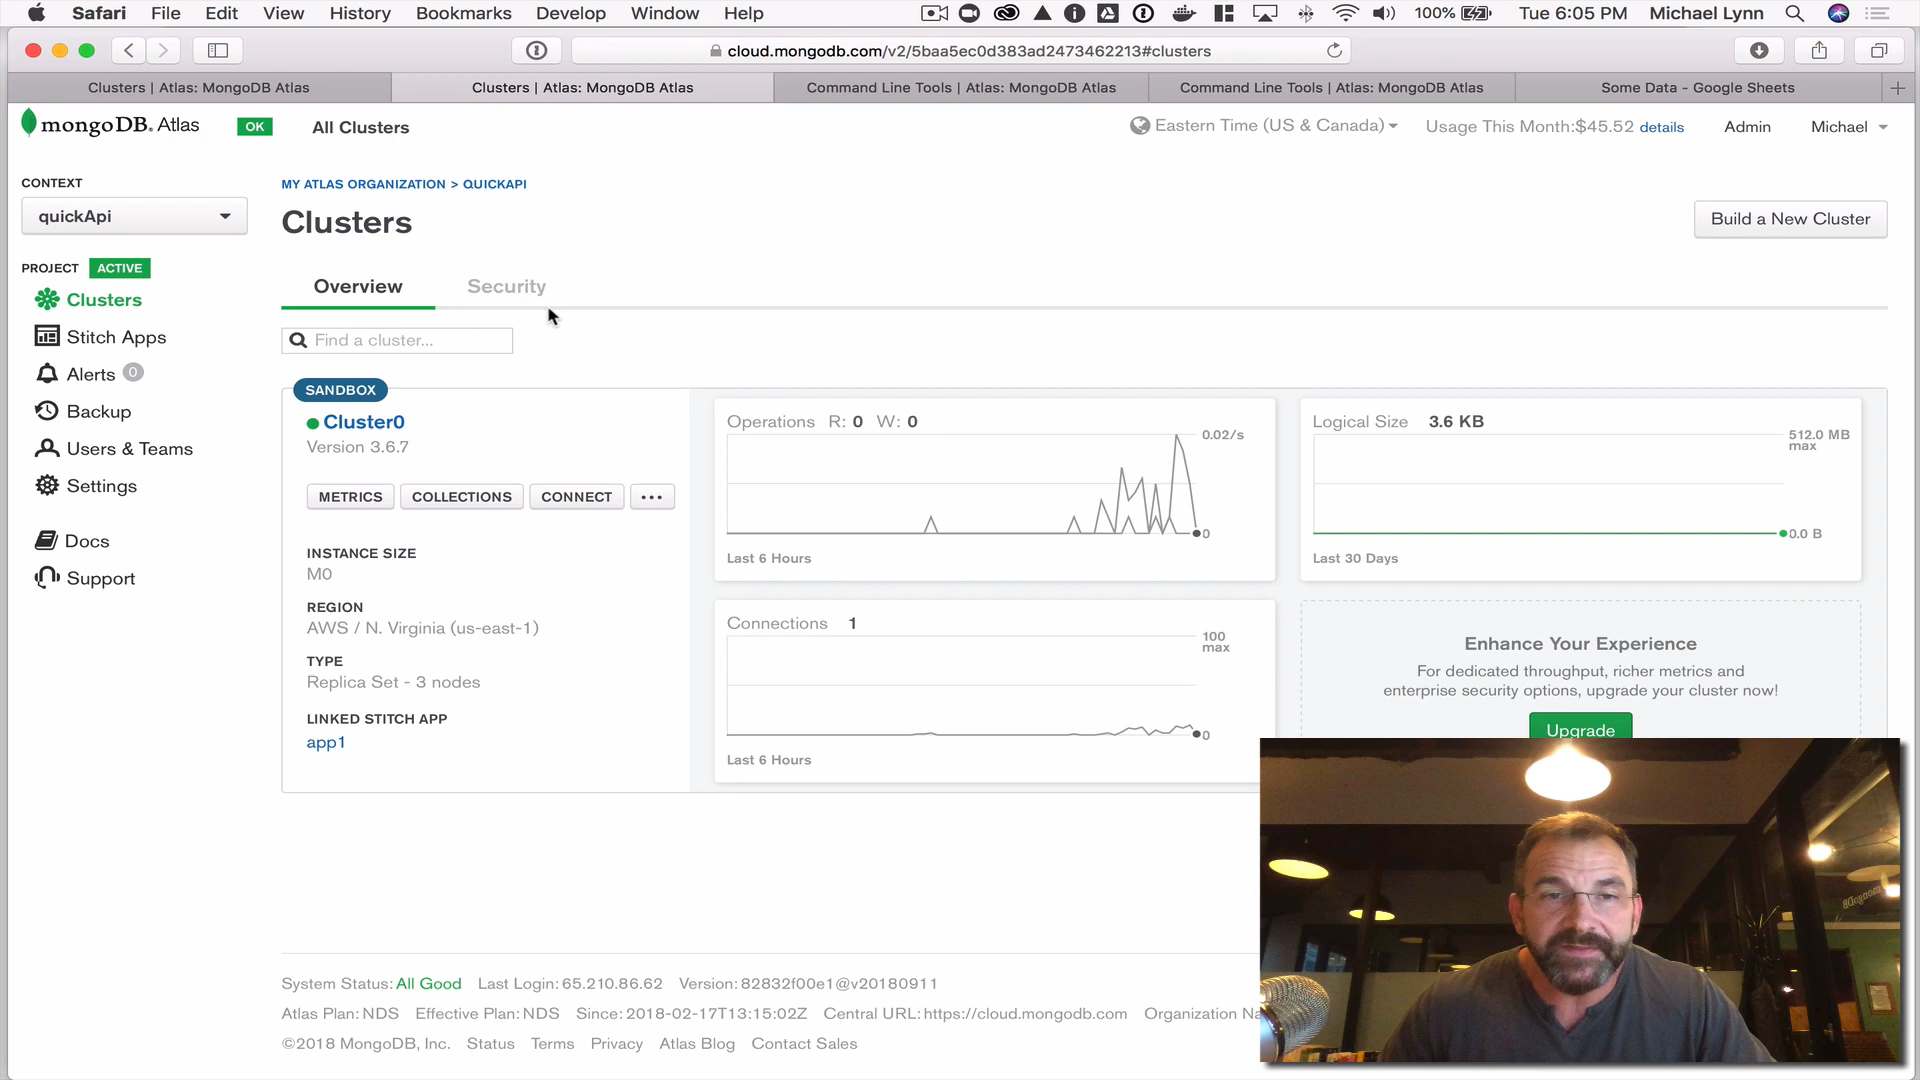 Safari File Edit View History Bookmarks Develop Window Help 100% Tue 6:05 PM Michael Lynn
cloud.mongodb.com/v2/5baa5ec0d383ad2473462213#clusters
Clusters | Atlas: MongoDB Atlas Clusters | Atlas: MongoDB Atlas Command Line Tools | Atlas: MongoDB Atlas Command Line Tools | Atlas: MongoDB Atlas Some Data - Google Sheets
mongoDB. Atlas OK All Clusters Eastern Time (US & Canada) Usage This Month:$45.52 details Admin Michael
CONTEXT
quickApi
PROJECT ACTIVE
Clusters
Stitch Apps
Alerts 0
Backup
Users & Teams
Settings
Docs
Support
MY ATLAS ORGANIZATION > QUICKAPI
Clusters
Build a New Cluster
Overview Security
Find a cluster...
SANDBOX
Cluster0
Version 3.6.7
METRICS COLLECTIONS CONNECT ...
INSTANCE SIZE
M0
REGION
AWS / N. Virginia (us-east-1)
TYPE
Replica Set - 3 nodes
LINKED STITCH APP
app1
Operations R: 0 W: 0
0.02/s
0
Last 6 Hours
Logical Size 3.6 KB
512.0 MB
max
0.0 B
Last 30 Days
Connections 1
100
max
0
Last 6 Hours
Enhance Your Experience
For dedicated throughput, richer metrics and
enterprise security options, upgrade your cluster now!
Upgrade
System Status: All Good Last Login: 65.210.86.62 Version: 82832f00e1@v20180911
Atlas Plan: NDS Effective Plan: NDS Since: 2018-02-17T13:15:02Z Central URL: https://cloud.mongodb.com Organization Na
©2018 MongoDB, Inc. Status Terms Privacy Atlas Blog Contact Sales